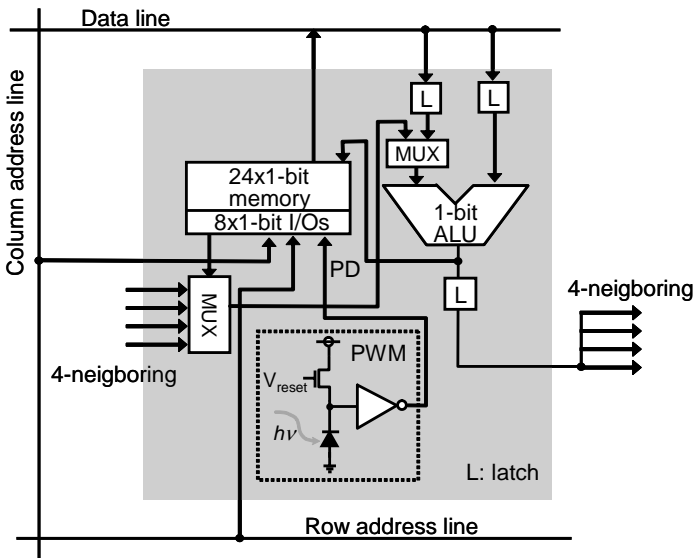 Data line
Column address line
L
L
MUX
24x1-bit
memory
8x1-bit I/Os
1-bit
ALU
PD
MUX
L
4-neigboring
4-neigboring
PWM
Vreset
hν
L: latch
Row address line